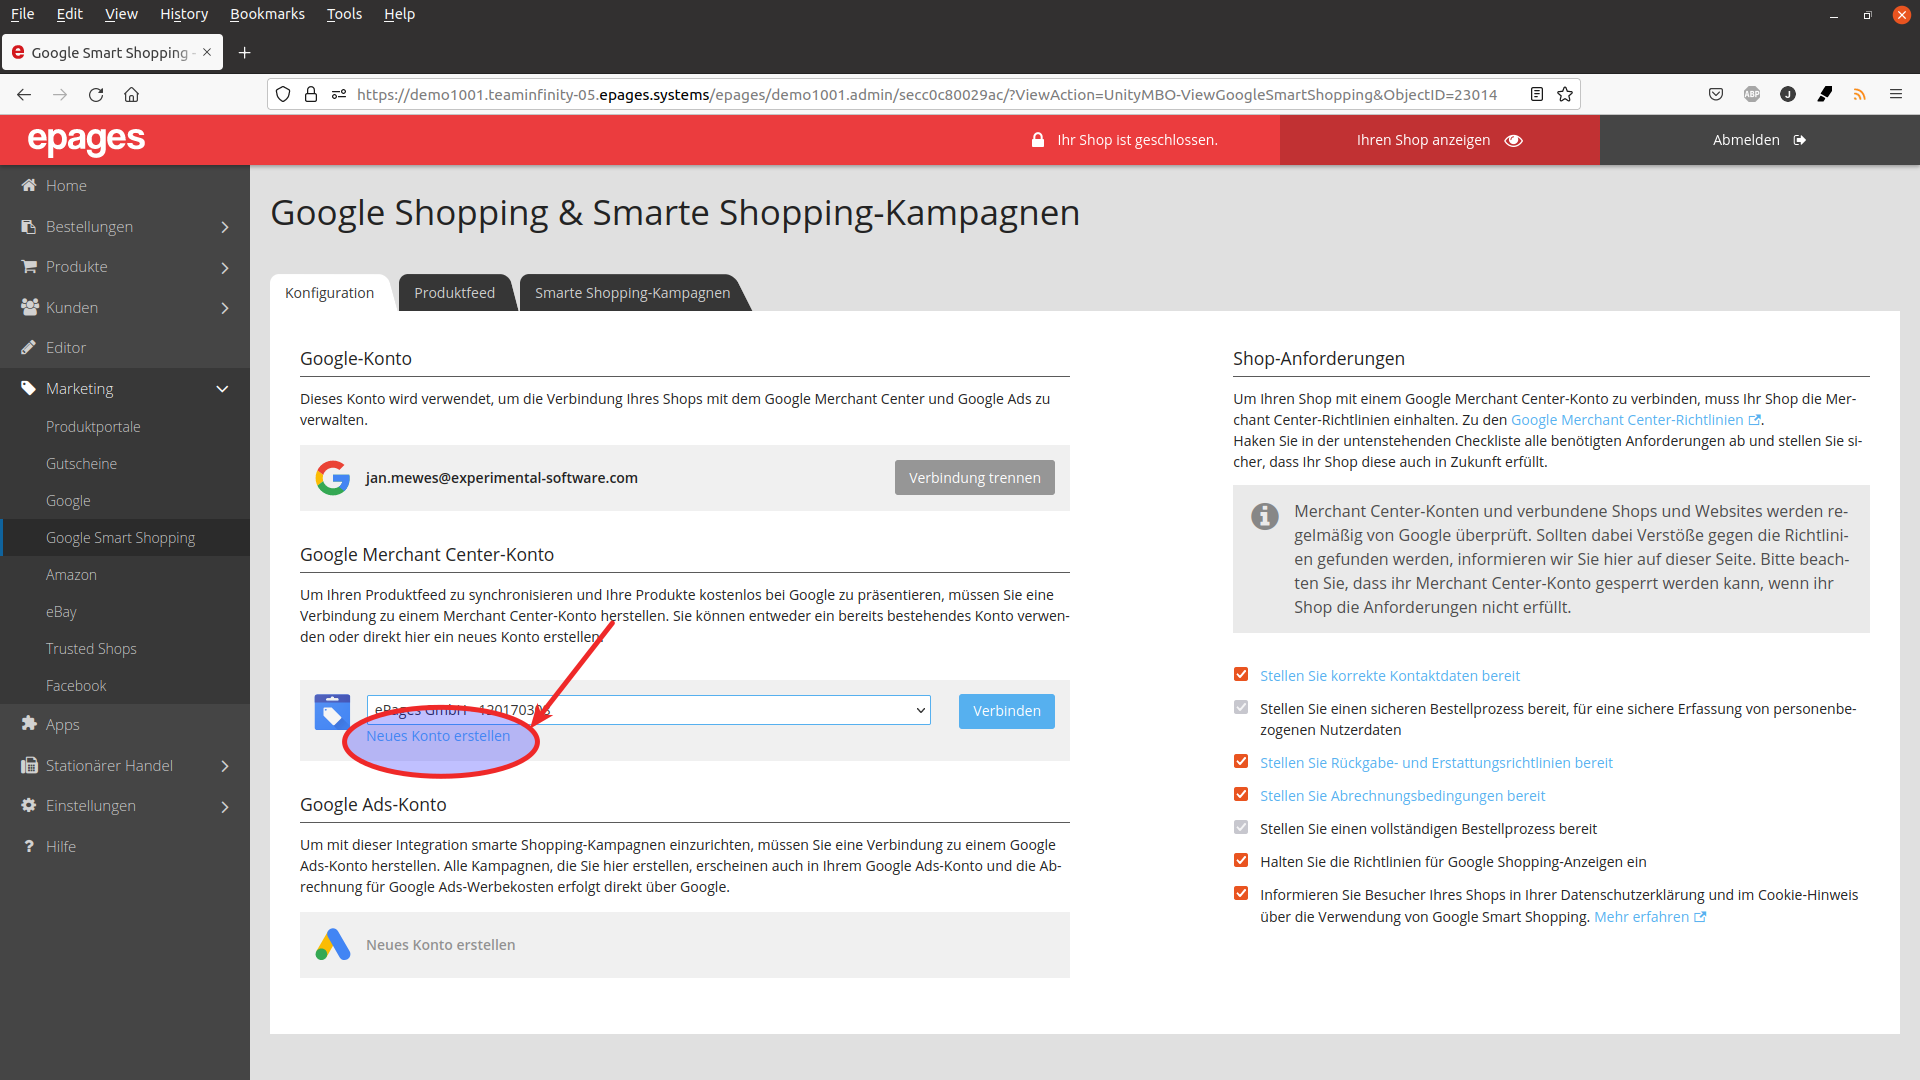 File Edit View History Bookmarks Tools Help
Google Smart Shopping -
https://demo1001.teaminfinity-05.epages.systems/epages/demo1001.admin/secc0c80029ac/?ViewAction=UnityMBO-ViewGoogleSmartShopping&ObjectID=23014
ABP
J
epages
Ihr Shop ist geschlossen.
Ihren Shop anzeigen
Abmelden
Home
Bestellungen
Produkte
Kunden
Editor
Marketing
Produktportale
Gutscheine
Google
Google Smart Shopping
Amazon
eBay
Trusted Shops
Facebook
Apps
Stationärer Handel
Einstellungen
? Hilfe
Google Shopping & Smarte Shopping-Kampagnen
Konfiguration
Produktfeed
Smarte Shopping-Kampagnen
Google-Konto
Dieses Konto wird verwendet, um die Verbindung Ihres Shops mit dem Google Merchant Center und Google Ads zu
verwalten.
jan.mewes@experimental-software.com
Verbindung trennen
Google Merchant Center-Konto
Um Ihren Produktfeed zu synchronisieren und Ihre Produkte kostenlos bei Google zu präsentieren, müssen Sie eine
Verbindung zu einem Merchant Center-Konto herstellen. Sie können entweder ein bereits bestehendes Konto verwen-
den oder direkt hier ein neues Konto erstellen.
ePages GmbH -
Verbinden
Neues Konto erstellen
Google Ads-Konto
Um mit dieser Integration smarte Shopping-Kampagnen einzurichten, müssen Sie eine Verbindung zu einem Google
Ads-Konto herstellen. Alle Kampagnen, die Sie hier erstellen, erscheinen auch in Ihrem Google Ads-Konto und die Ab-
rechnung für Google Ads-Werbekosten erfolgt direkt über Google.
Neues Konto erstellen
Shop-Anforderungen
Um Ihren Shop mit einem Google Merchant Center-Konto zu verbinden, muss Ihr Shop die Mer-
chant Center-Richtlinien einhalten. Zu den Google Merchant Center-Richtlinien.
Haken Sie in der untenstehenden Checkliste alle benötigten Anforderungen ab und stellen Sie si-
cher, dass Ihr Shop diese auch in Zukunft erfüllt.
Merchant Center-Konten und verbundene Shops und Websites werden re-
gelmäßig von Google überprüft. Sollten dabei Verstöße gegen die Richtlini-
en gefunden werden, informieren wir Sie hier auf dieser Seite. Bitte beach-
ten Sie, dass ihr Merchant Center-Konto gesperrt werden kann, wenn ihr
Shop die Anforderungen nicht erfüllt.
Stellen Sie korrekte Kontaktdaten bereit
Stellen Sie einen sicheren Bestellprozess bereit, für eine sichere Erfassung von personenbe-
zogenen Nutzerdaten
Stellen Sie Rückgabe- und Erstattungsrichtlinien bereit
Stellen Sie Abrechnungsbedingungen bereit
Stellen Sie einen vollständigen Bestellprozess bereit
Halten Sie die Richtlinien für Google Shopping-Anzeigen ein
Informieren Sie Besucher Ihres Shops in Ihrer Datenschutzerklärung und im Cookie-Hinweis
über die Verwendung von Google Smart Shopping. Mehr erfahren